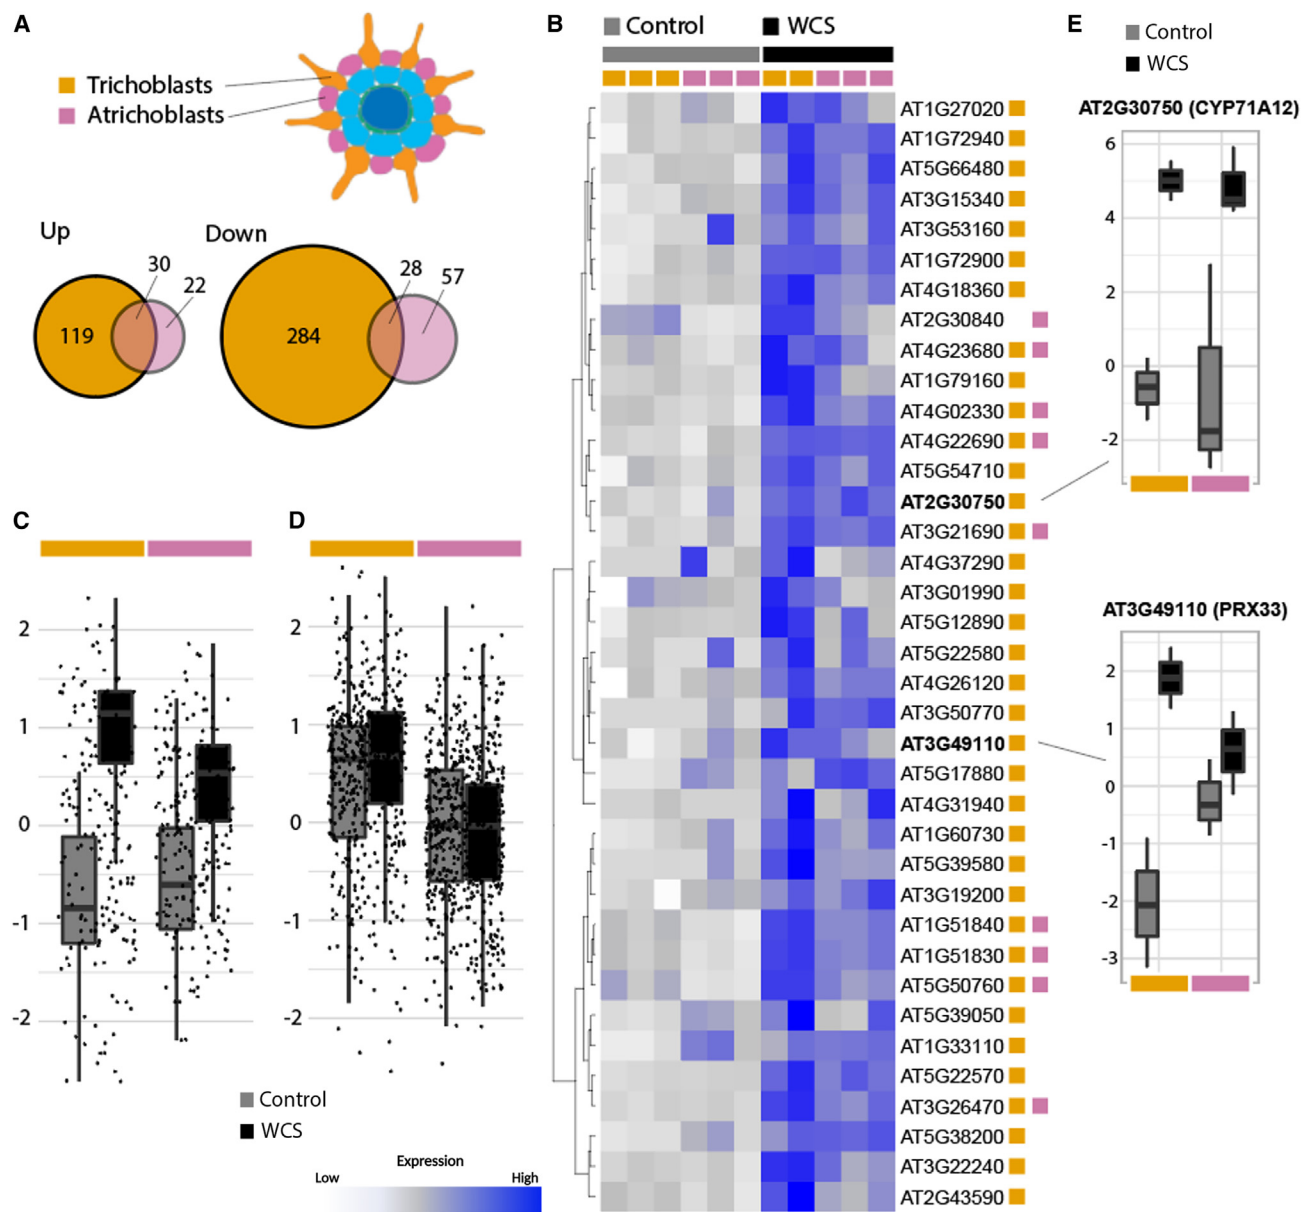 A
Trichoblasts
Atrichoblasts
Up
Down
119
30
22
284
28
57
B
Control
WCS
AT1G27020
AT1G72940
AT5G66480
AT3G15340
AT3G53160
AT1G72900
AT4G18360
AT2G30840
AT4G23680
AT1G79160
AT4G02330
AT4G22690
AT5G54710
AT2G30750
AT3G21690
AT4G37290
AT3G01990
AT5G12890
AT5G22580
AT4G26120
AT3G50770
AT3G49110
AT5G17880
AT4G31940
AT1G60730
AT5G39580
AT3G19200
AT1G51840
AT1G51830
AT5G50760
AT5G39050
AT1G33110
AT5G22570
AT3G26470
AT5G38200
AT3G22240
AT2G43590
C
2
1
0
-1
-2
D
2
1
0
-1
-2
Control
WCS
Expression
Low
High
E
Control
WCS
AT2G30750 (CYP71A12)
6
4
2
0
-2
AT3G49110 (PRX33)
2
1
0
-1
-2
-3